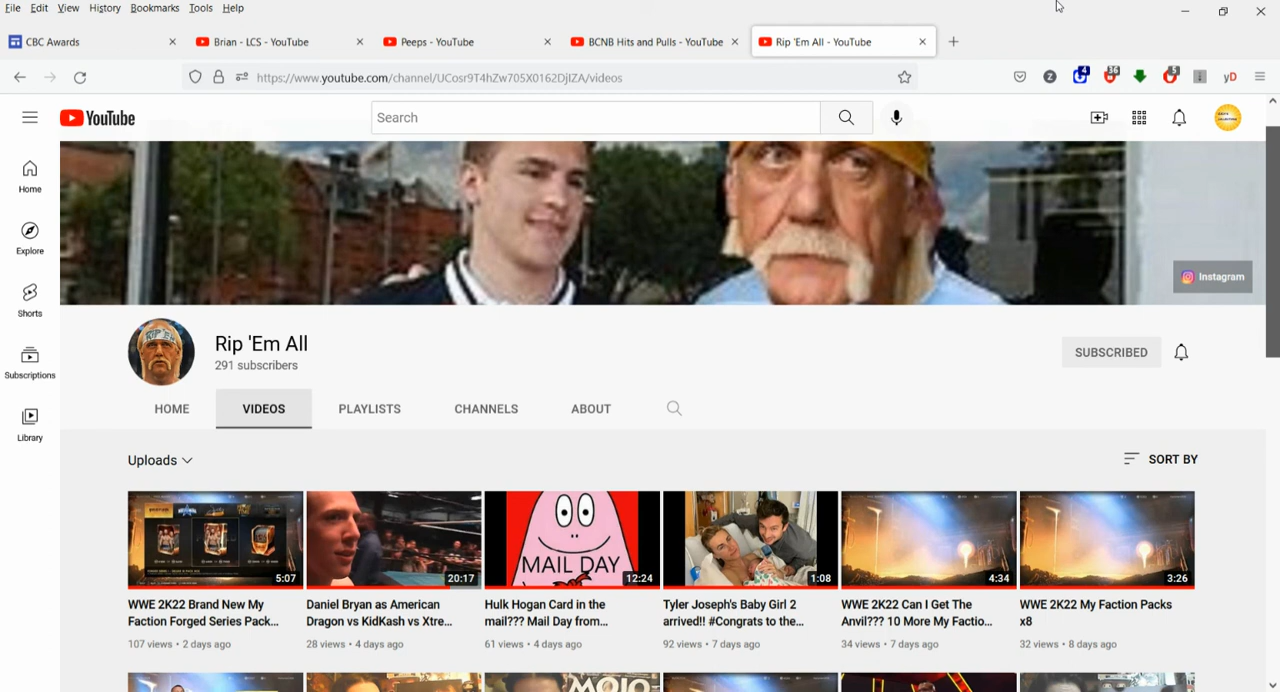 File Edit View History Bookmarks Tools Help
CBC Awards
Brian - LCS - YouTube
Peeps - YouTube
BCNB Hits and Pulls - YouTube
Rip 'Em All - YouTube
https://www.youtube.com/channel/UCosr9T4hZw705X0162DjIZA/videos
4
36
5
yD
YouTube
Search
Home
Explore
Shorts
Subscriptions
Library
Instagram
Rip 'Em All
291 subscribers
SUBSCRIBED
HOME VIDEOS PLAYLISTS CHANNELS ABOUT
Uploads
SORT BY
MAIL DAY
5:07
20:17
12:24
1:08
4:34
3:26
WWE 2K22 Brand New My
Faction Forged Series Pack...
107 views • 2 days ago
Daniel Bryan as American
Dragon vs KidKash vs Xtre...
28 views • 4 days ago
Hulk Hogan Card in the
mail??? Mail Day from...
61 views • 4 days ago
Tyler Joseph's Baby Girl 2
arrived!! #Congrats to the...
92 views • 7 days ago
WWE 2K22 Can I Get The
Anvil??? 10 More My Factio...
34 views • 7 days ago
WWE 2K22 My Faction Packs
x8
32 views • 8 days ago
MOJO